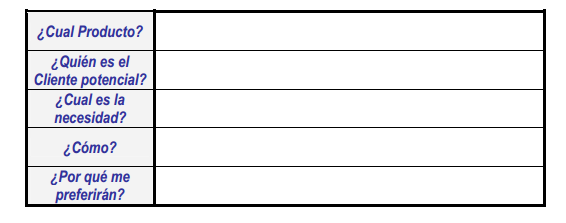 ¿Cual Producto?
¿Quién es el
Cliente potencial?
¿Cual es la
necesidad?
¿Cómo?
¿Por qué me
preferirán?